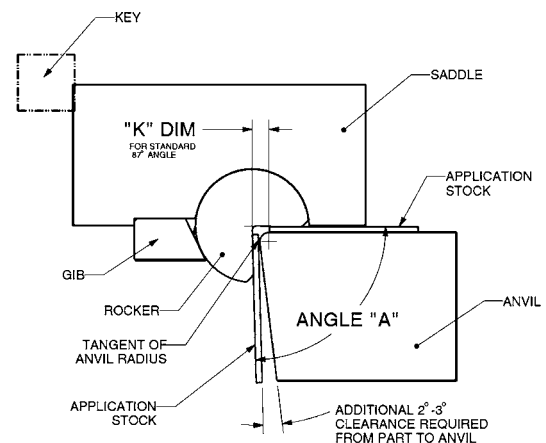 KEY
SADDLE
"K" DIM
FOR STANDARD
87° ANGLE
APPLICATION
STOCK
GIB
ROCKER
ANVIL
ANGLE "A"
TANGENT OF
ANVIL RADIUS
APPLICATION
STOCK
ADDITIONAL 2°-3°
CLEARANCE REQUIRED
FROM PART TO ANVIL